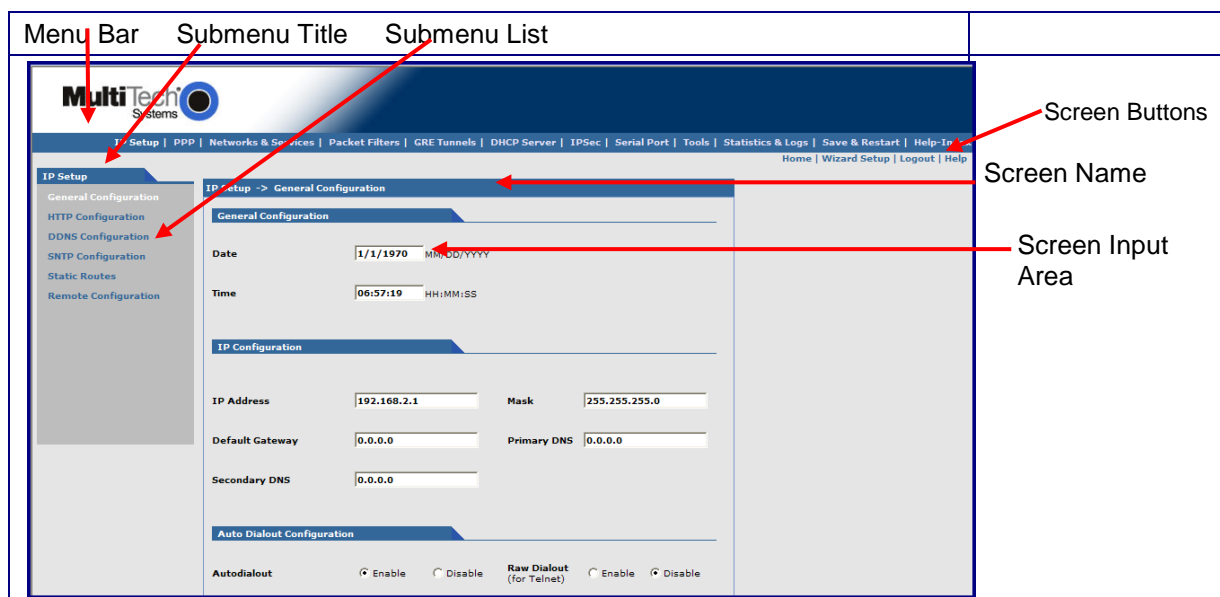 Menu Bar Submenu Title Submenu List
MultiTech
Systems
Screen Buttons
IP Setup | PPP | Networks & Services | Packet Filters | GRE Tunnels | DHCP Server | IPSec | Serial Port | Tools | Statistics & Logs | Save & Restart |
Home | Wizard Setup | Logout | Help
Screen Name
IP Setup
IP Setup -> General Configuration
General Configuration
HTTP Configuration
DDNS Configuration
SNTP Configuration
Static Routes
Remote Configuration
General Configuration
Date 1/1/1970 MM/DD/YYYY
Screen Input
Area
Time 06:57:19 HH:MM:SS
IP Configuration
IP Address 192.168.2.1 Mask 255.255.255.0
Default Gateway 0.0.0.0 Primary DNS 0.0.0.0
Secondary DNS 0.0.0.0
Auto Dialout Configuration
Autodialout Enable Disable Raw Dialout Enable Disable
(for Telnet)